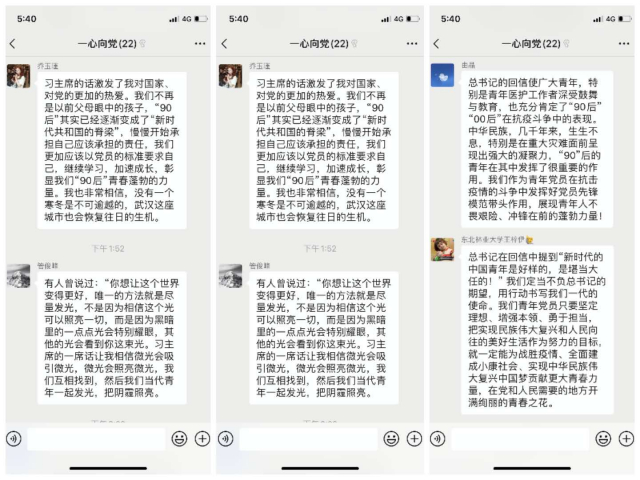 5:40
4G
一心向党(22)
乔玉瑾
习主席的话激发了我对国家、
对党的更加的热爱。我们不再
是以前父母眼中的孩子，“90
后”其实已经逐渐变成了“新时
代共和国的脊梁”，慢慢开始承
担自己应该承担的责任，我们
更加应该以党员的标准要求自
己，继续学习，加速成长，彰
显我们“90后”青春蓬勃的力
量。我也非常相信，没有一个
寒冬是不可逾越的，武汉这座
城市也会恢复往日的生机。
下午1:52
管俊
有人曾说过：“你想让这个世界
变得更好，唯一的方法就是尽
量发光，不是因为相信这个光
可以照亮一切，而是因为黑暗
里的一点点光会特别耀眼，其
他的光会看到你这束光。习主
席的一席话让我相信微光会吸
引微光，微光会照亮微光，我
们互相找到，然后我们当代青
年一起发光，把阴霾照亮。
5:40
4G
一心向党(22)
乔玉瑾
习主席的话激发了我对国家、
对党的更加的热爱。我们不再
是以前父母眼中的孩子，“90
后”其实已经逐渐变成了“新时
代共和国的脊梁”，慢慢开始承
担自己应该承担的责任，我们
更加应该以党员的标准要求自
己，继续学习，加速成长，彰
显我们“90后”青春蓬勃的力
量。我也非常相信，没有一个
寒冬是不可逾越的，武汉这座
城市也会恢复往日的生机。
下午1:52
管俊
有人曾说过：“你想让这个世界
变得更好，唯一的方法就是尽
量发光，不是因为相信这个光
可以照亮一切，而是因为黑暗
里的一点点光会特别耀眼，其
他的光会看到你这束光。习主
席的一席话让我相信微光会吸
引微光，微光会照亮微光，我
们互相找到，然后我们当代青
年一起发光，把阴霾照亮。
5:40
4G
一心向党(22)
总书记的回信使广大青年，特
别是青年医护工作者深受鼓舞
与教育，也充分肯定了“90后”
“00后”在抗疫斗争中的表现。
中华民族，几千年来，生生不
息，特别是在重大灾难面前呈
现出强大的凝聚力，“90”后的
青年在其中发挥了很重要的作
用。我们作为青年党员在抗击
疫情的斗争中发挥好党员先锋
模范带头作用，展现青年人不
畏艰险、冲锋在前的蓬勃力量！
东北林业大学王梓伊
总书记在回信中提到“新时代的
中国青年是好样的，是堪当大
任的！”我们定当不负总书记的
期望，用行动书写我们一代的
使命。我们青年党员只要坚定
理想、增强本领、勇于担当，
把实现民族伟大复兴和人民向
往的美好生活作为努力的目标，
就一定能为战胜疫情、全面建
成小康社会、实现中华民族伟
大复兴中国梦贡献更大青春力
量，在党和人民需要的地方开
出绚丽的青春之花。